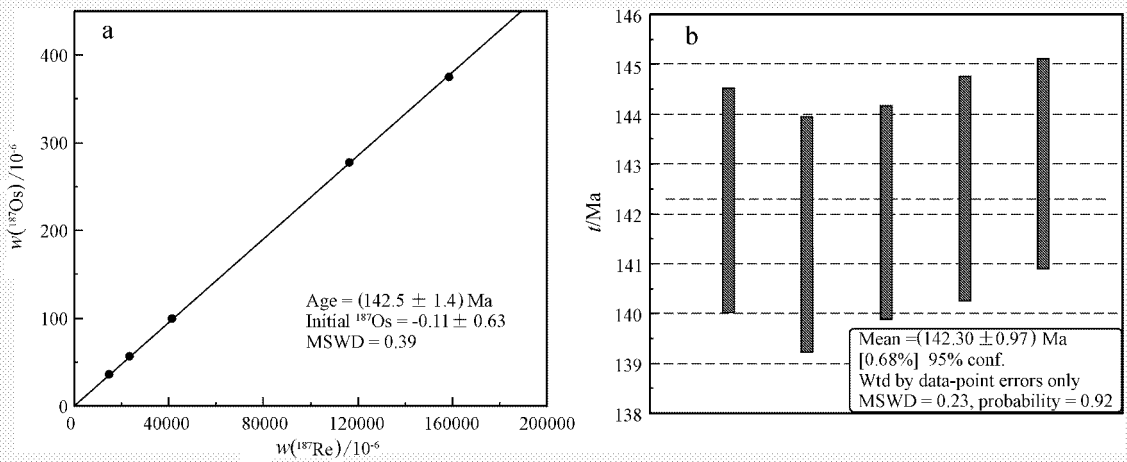 a
400
300
200
100
0
w(¹⁸⁷Os) /10⁻⁶
Age = (142.5 ± 1.4) Ma
Initial ¹⁸⁷Os = -0.11 ± 0.63
MSWD = 0.39
0 40000 80000 120000 160000 200000
w(¹⁸⁷Re) /10⁻⁶
b
146
145
144
143
142
141
140
139
138
t/Ma
Mean =(142.30 ±0.97) Ma
[0.68%] 95% conf.
Wtd by data-point errors only
MSWD = 0.23, probability = 0.92